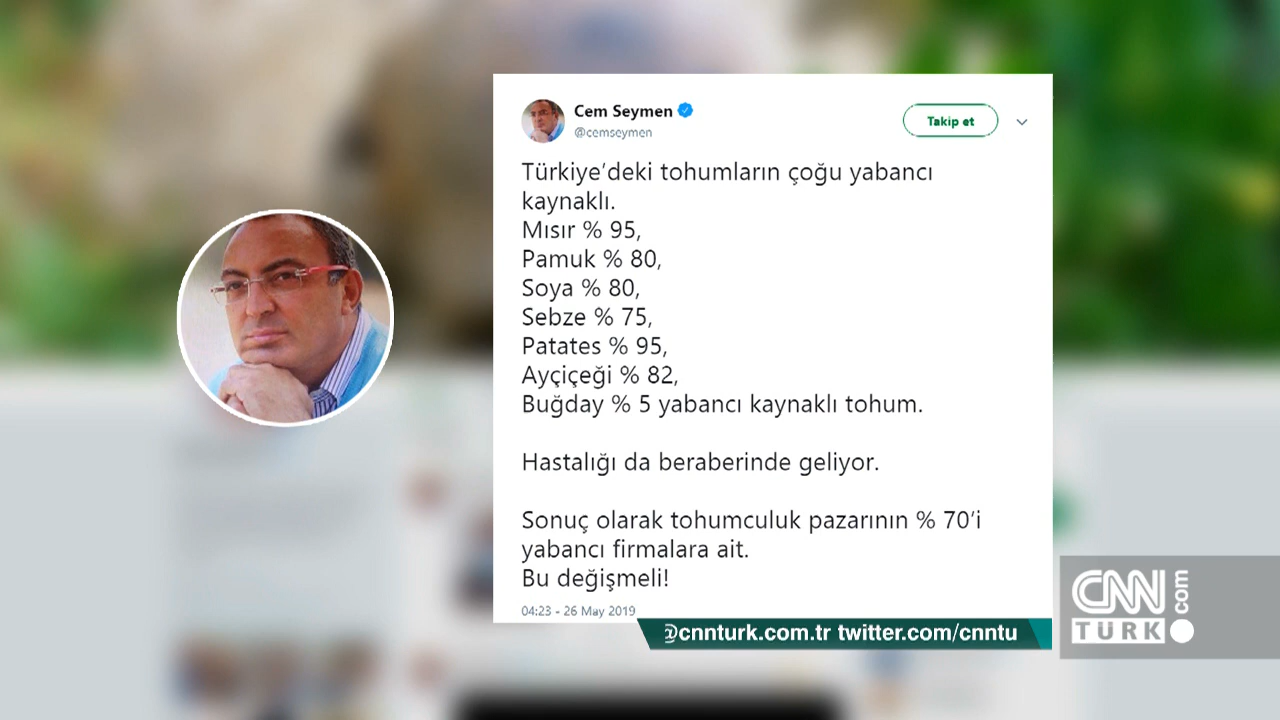 Cem Seymen
@cemseymen
Takip et
Türkiye'deki tohumların çoğu yabancı
kaynaklı.
Mısır % 95,
Pamuk % 80,
Soya % 80,
Sebze % 75,
Patates % 95,
Ayçiçeği % 82,
Buğday % 5 yabancı kaynaklı tohum.
Hastalığı da beraberinde geliyor.
Sonuç olarak tohumculuk pazarının % 70'i
yabancı firmalara ait.
Bu değişmeli!
04:23 - 26 May 2019
@cnnturk.com.tr twitter.com/cnntu
CNN
TURK
.com